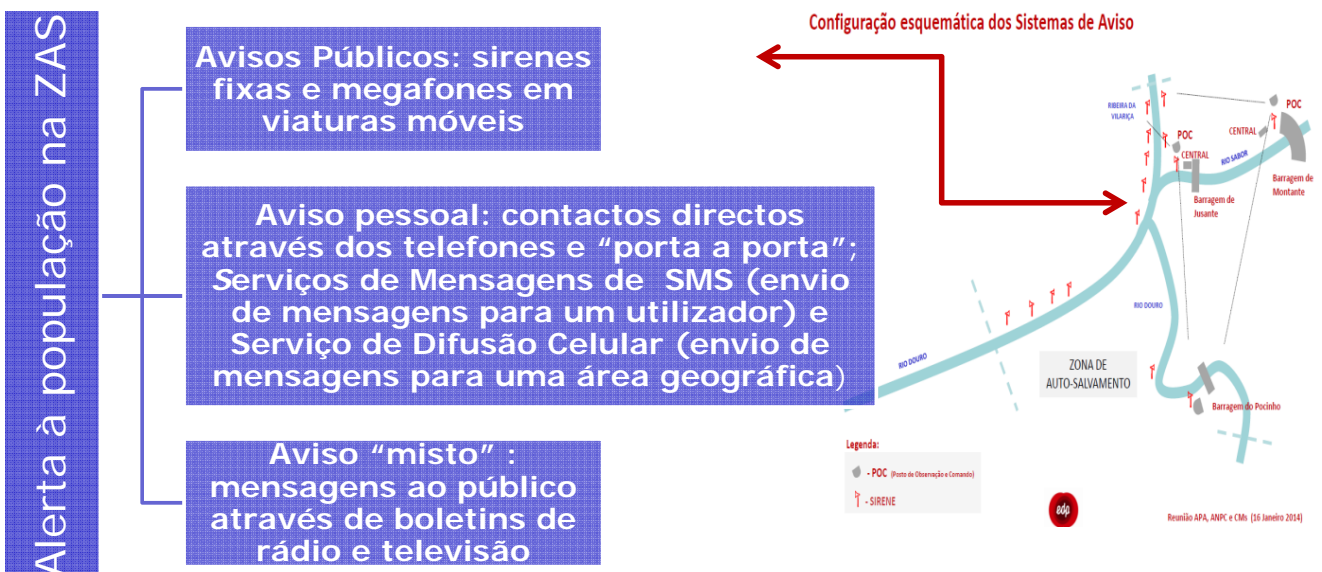 Alerta à população na ZAS
Avisos Públicos: sirenes
fixas e megafones em
viaturas móveis
Aviso pessoal: contactos directos
através dos telefones e “porta a porta”;
Serviços de Mensagens de SMS (envio
de mensagens para um utilizador) e
Serviço de Difusão Celular (envio de
mensagens para uma área geográfica)
Aviso “misto” :
mensagens ao público
através de boletins de
rádio e televisão
Configuração esquemática dos Sistemas de Aviso
RIBEIRA DA
VILARIÇA
POC
CENTRAL
POC
CENTRAL
RIO SABOR
Barragem de
Montante
Barragem de
Jusante
RIO DOURO
RIO DOURO
ZONA DE
AUTO-SALVAMENTO
Barragem do Pocinho
Legenda:
- POC (Posto de Observação e Comando)
- SIRENE
edp
Reunião APA, ANPC e CMs (16 Janeiro 2014)